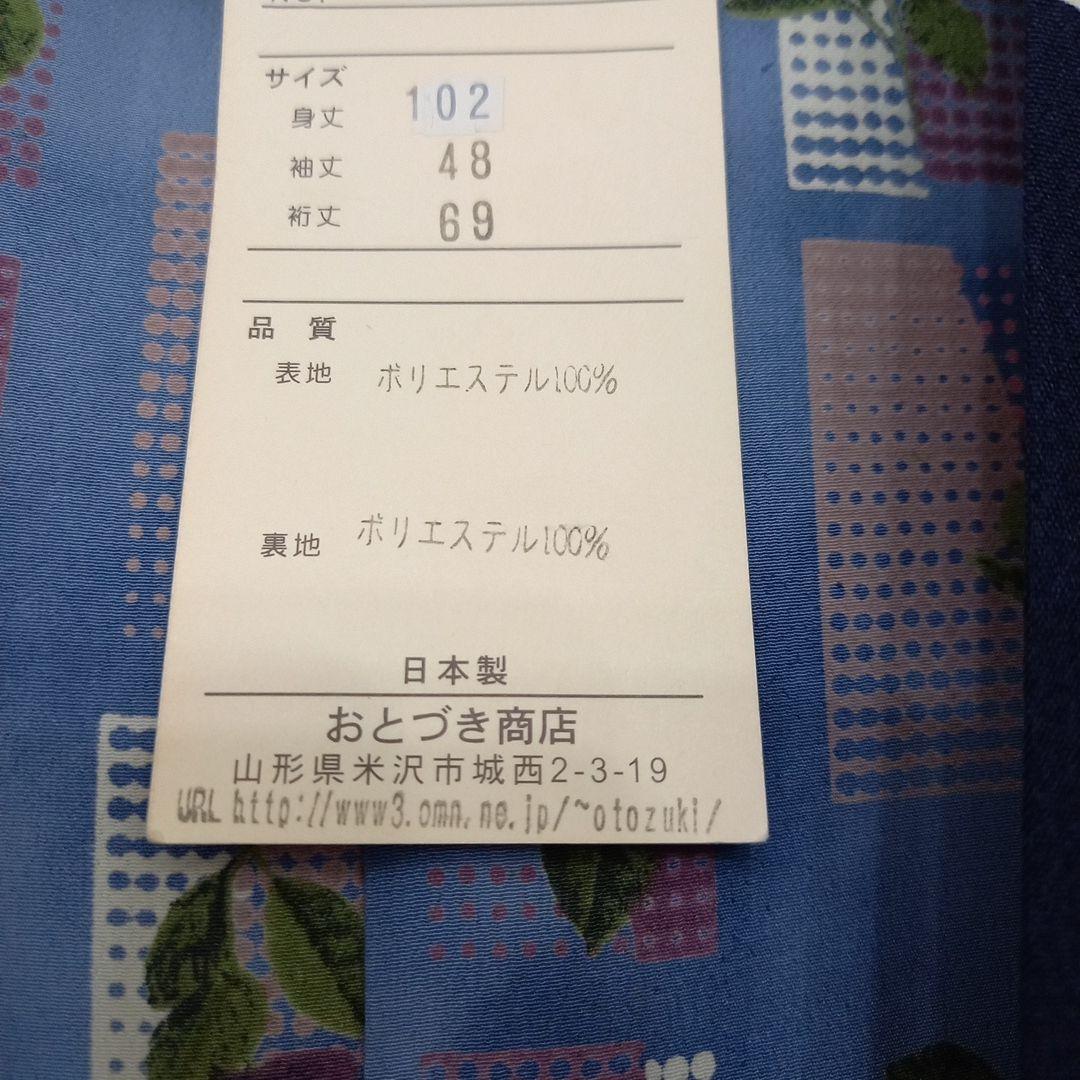 サイズ
身丈 102
袖丈 48
裄丈 69
品 質
表地 ポリエステル100%
裏地 ポリエステル100%
日本製
おとづき商店
山形県米沢市城西2-3-19
URL http://www3.omn.ne.jp/~otozuki/